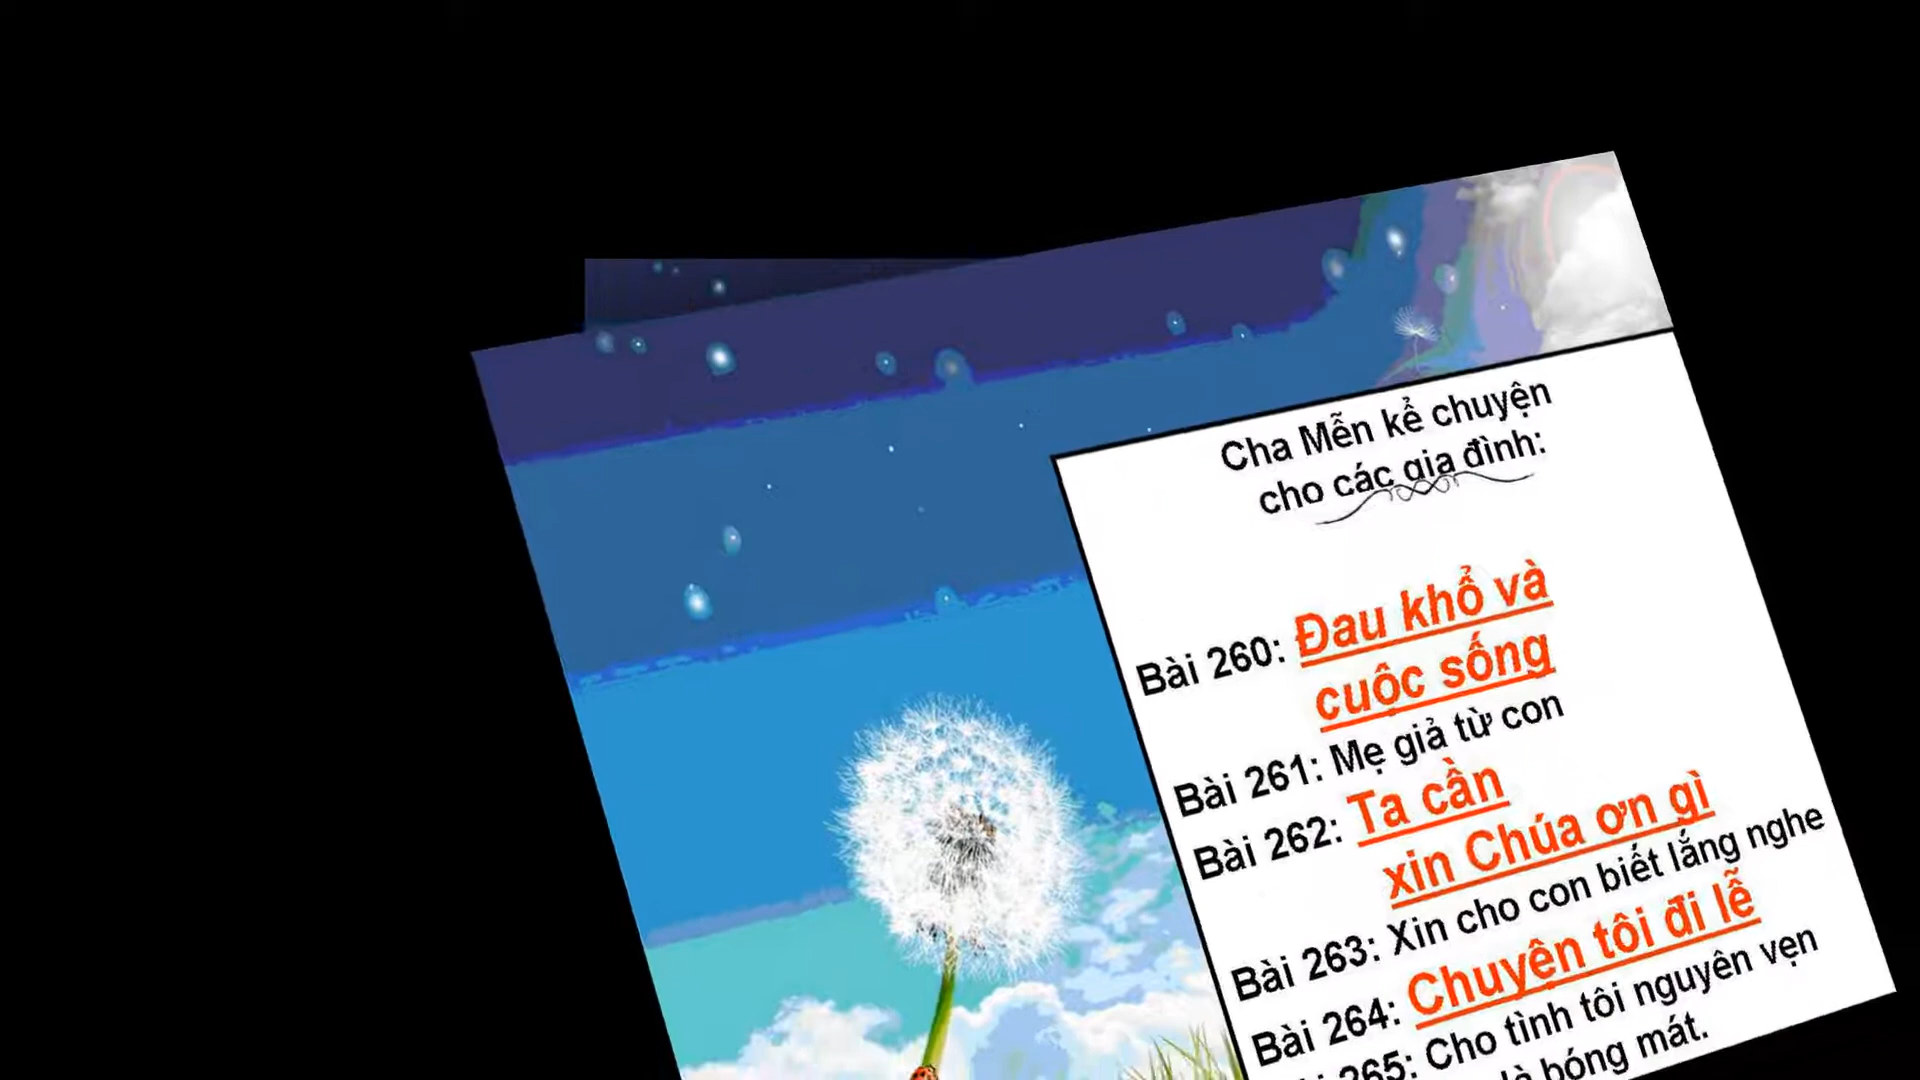 Cha Mễn kể chuyện
cho các gia đình:
Bài 260: Đau khổ và
cuộc sống
Bài 261: Mẹ giả từ con
Bài 262: Ta cần
xin Chúa ơn gì
Bài 263: Xin cho con biết lắng nghe
Bài 264: Chuyện tôi đi lễ
265: Cho tình tôi nguyên vẹn
là bóng mát.